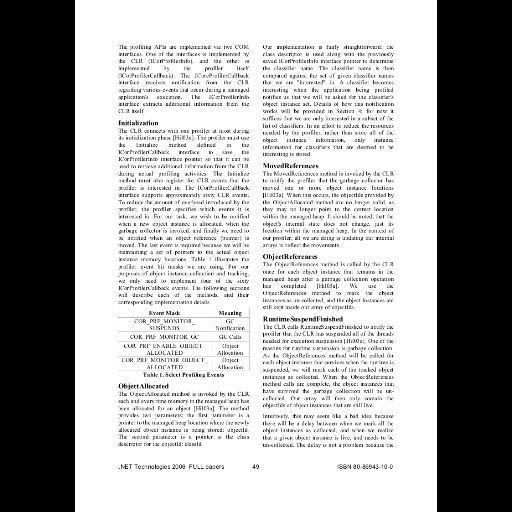 The profiling APIs are implemented via two COM
interfaces. One of the interfaces is implemented by
the CLR (ICorProfilerInfo), and the other is
implemented by the profiler itself
(ICorProfilerCallback). The ICorProfilerCallback
interface receives notification from the CLR
regarding various events that occur during a managed
application's execution. The ICorProfilerInfo
interface extracts additional information from the
CLR itself.
Initialization
The CLR connects with one profiler at most during
its initialization phase [Hil03c]. The profiler must use
the Initialize method defined in the
ICorProfilerCallback interface to save the
ICorProfilerInfo interface pointer so that it can be
used to retrieve additional information from the CLR
during actual profiling activities. The Initialize
method must also register for CLR events that the
profiler is interested in. The ICorProfilerCallback
interface supports approximately sixty CLR events.
To reduce the amount of overhead introduced by the
profiler, the profiler specifies which events it is
interested in. For our task, we wish to be notified
when a new object instance is allocated, when the
garbage collector is invoked, and finally we need to
be notified when an object reference (pointer) is
moved. The last event is required because we will be
maintaining a set of pointers to the actual object
instance memory locations. Table 1 illustrates the
profiler event bit masks we are using. For our
purposes of object instance collection and tracking,
we only need to implement four of the sixty
ICorProfilerCallback events. The following sections
will describe each of the methods, and their
corresponding implementation details.
Event Mask Meaning
COR_PRF_MONITOR_ GC
SUSPENDS Notification
COR_PRF_MONITOR_GC GC Calls
COR_PRF_ENABLE_OBJECT_ Object
ALLOCATED Allocation
COR_PRF_MONITOR_OBJECT_ Object
ALLOCATED Allocation
Table 1. Select Profiling Events
ObjectAllocated
The ObjectAllocated method is invoked by the CLR
each and every time memory in the managed heap has
been allocated for an object [Hil03a]. The method
provides two parameters; the first parameter is a
pointer to the managed heap location where the newly
allocated object instance is being stored: objectId.
The second parameter is a pointer to the class
descriptor for the objectId: classId.
Our implementation is fairly straightforward: the
class descriptor is used along with the previously
saved ICorProfilerInfo interface pointer to determine
the classifier name. The classifier name is then
compared against the set of given classifier names
that we are "interested" in. A classifier becomes
interesting when the application being profiled
notifies us that we will be asked for the classifier's
object instance set. Details of how this notification
works will be provided in Section 4; for now it
suffices that we are only interested in a subset of the
list of classifiers. In an effort to reduce the resources
needed by the profiler, rather than store all of the
object instance information, only instance
information for classifiers that are deemed to be
interesting is stored.
MovedReferences
The MovedReferences method is invoked by the CLR
to notify the profiler that the garbage collector has
moved one or more object instance locations
[Hil03a]. When this occurs, the objectIds provided by
the ObjectAllocated method are no longer valid, as
they may no longer point to the correct location
within the managed heap. It should be noted, that the
object's internal state does not change, just its
location within the managed heap. In the context of
our profiler, all we are doing is updating our internal
arrays to reflect the movements.
ObjectReferences
The ObjectReferences method is called by the CLR
once for each object instance that remains in the
managed heap after a garbage collection operation
has completed [Hil03a]. We use the
ObjectReferences method to mark the object
instances as un-collected, and the object instances are
still kept inside our array of objectIds.
RuntimeSuspendFinished
The CLR calls RuntimeSuspendFinished to notify the
profiler that the CLR has suspended all of the threads
needed for execution suspension [Hil03a]. One of the
reasons for runtime suspension is garbage collection.
As the ObjectReferences method will be called for
each object instance that survives when the runtime is
suspended, we will mark each of the tracked object
instances as collected. When the ObjectReferences
method calls are complete, the object instances that
have survived the garbage collection will be un-
collected. Our array will then only contain the
objectIds of object instances that are still live.
Intuitively, this may seem like a bad idea because
there will be a delay between when we mark all the
object instances as collected, and when we realize
that a given object instance is live, and needs to be
un-collected. The delay is not a problem because the
.NET Technologies 2006 FULL papers 49 ISBN 80-86943-10-0